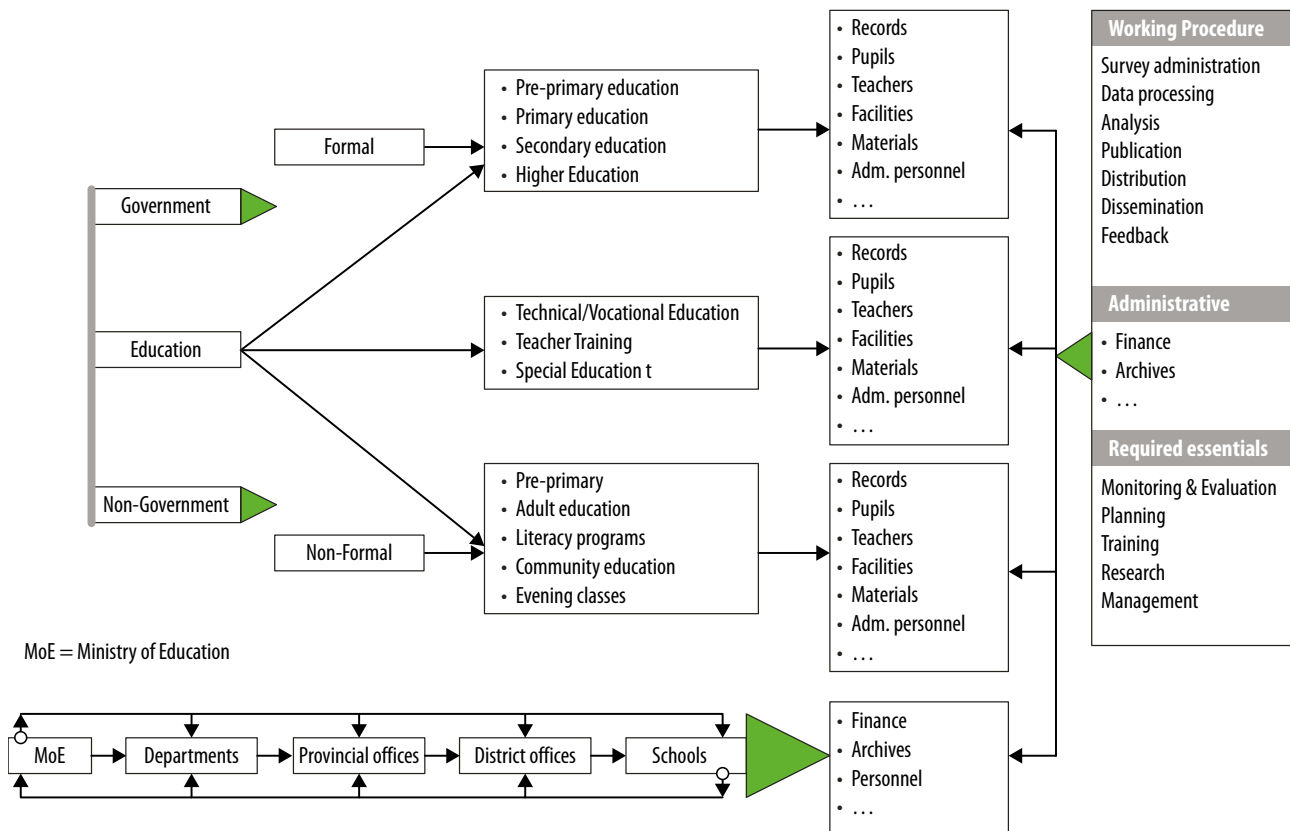 Formal
Government
Education
Non-Government
Non-Formal
• Pre-primary education
• Primary education
• Secondary education
• Higher Education
• Technical/Vocational Education
• Teacher Training
• Special Education t
• Pre-primary
• Adult education
• Literacy programs
• Community education
• Evening classes
• Records
• Pupils
• Teachers
• Facilities
• Materials
• Adm. personnel
• …
• Records
• Pupils
• Teachers
• Facilities
• Materials
• Adm. personnel
• …
• Records
• Pupils
• Teachers
• Facilities
• Materials
• Adm. personnel
• …
Working Procedure
Survey administration
Data processing
Analysis
Publication
Distribution
Dissemination
Feedback
Administrative
• Finance
• Archives
• …
Required essentials
Monitoring & Evaluation
Planning
Training
Research
Management
MoE = Ministry of Education
MoE
Departments
Provincial offices
District offices
Schools
• Finance
• Archives
• Personnel
• …